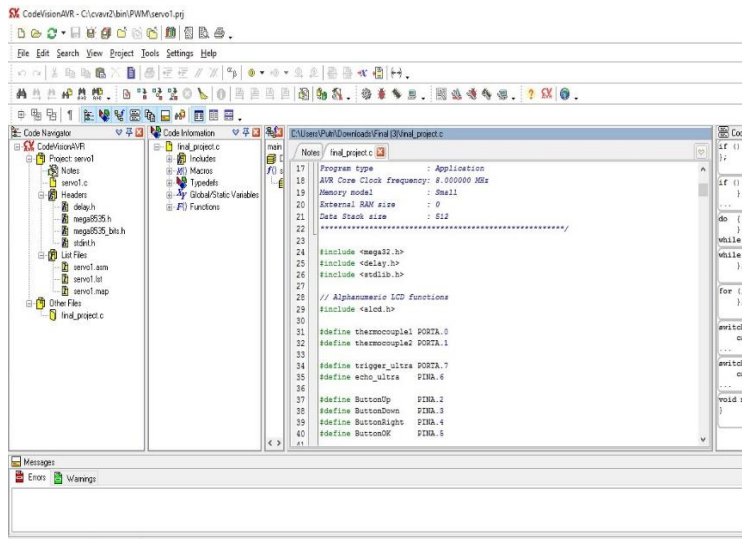 CodeVisionAVR - C:\cvavr2\bin\PWM\servo1.prj
File Edit Search View Project Tools Settings Help
Code Navigator
CodeVisionAVR
Project: servo1
Notes
servo1.c
Headers
delay.h
mega8535.h
mega8535_bits.h
stdint.h
List Files
servo1.asm
servo1.lst
servo1.map
Other Files
final_project.c
Code Information
final_project.c
Includes
M() Macros
Typedefs
Global/Static Variables
F() Functions
main
C:\Users\Putri\Downloads\Final (3)\final_project.c
Notes final_project.c
17 Program type : Application
18 AVR Core Clock frequency: 8.000000 MHz
19 Memory model : Small
20 External RAM size : 0
21 Data Stack size : 512
22 *********************************************************/
23
24 #include <mega32.h>
25 #include <delay.h>
26 #include <stdlib.h>
27
28 // Alphanumeric LCD functions
29 #include <alcd.h>
30
31 #define thermocouple1 PORTA.0
32 #define thermocouple2 PORTA.1
33
34 #define trigger_ultra PORTA.7
35 #define echo_ultra PINA.6
36
37 #define ButtonUp PINA.2
38 #define ButtonDown PINA.3
39 #define ButtonRight PINA.4
40 #define ButtonOK PINA.5
41
if ()
};
if ()
}
...
do {
}
while
while
}
for (
}
...
void
}
Messages
Errors Warnings